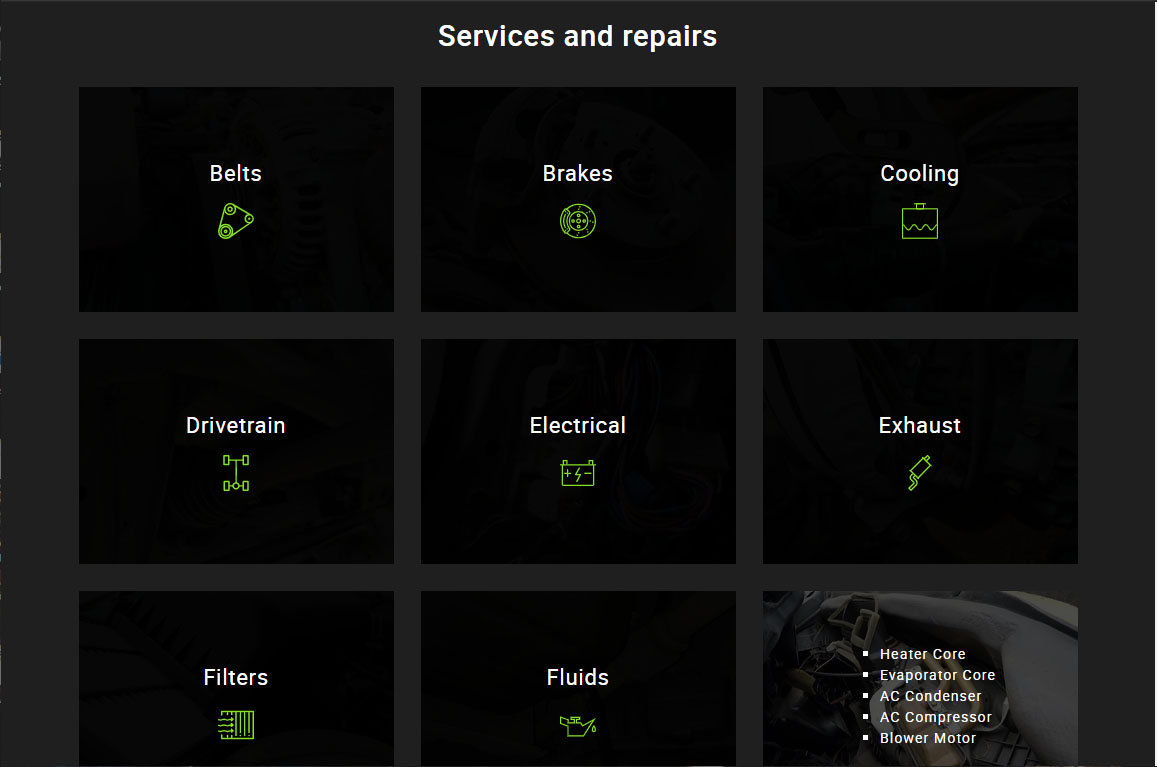 Services and repairs
Belts
Brakes
Cooling
Drivetrain
Electrical
Exhaust
Filters
Fluids
Heater Core
Evaporator Core
AC Condenser
AC Compressor
Blower Motor